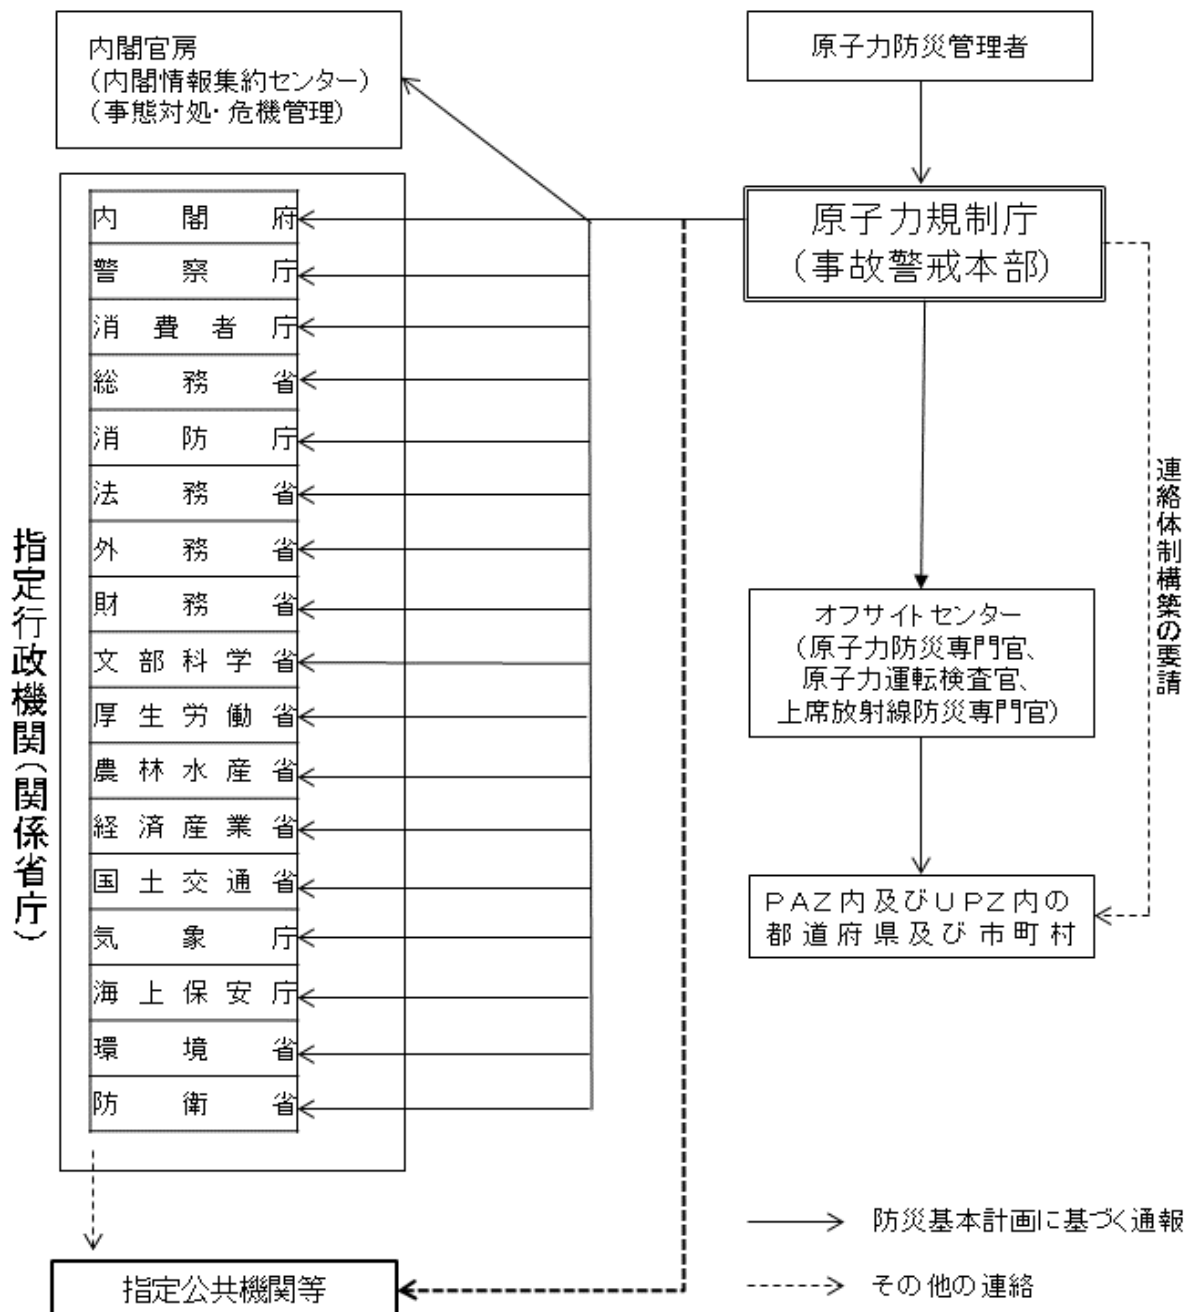 内閣官房
(内閣情報集約センター)
(事態対処・危機管理)
原子力防災管理者
原子力規制庁
(事故警戒本部)
指定行政機関(関係省庁)
内閣府
警察庁
消費者庁
総務省
消防庁
法務省
外務省
財務省
文部科学省
厚生労働省
農林水産省
経済産業省
国土交通省
気象庁
海上保安庁
環境省
防衛省
連絡体制構築の要請
オフサイトセンター
(原子力防災専門官、
原子力運転検査官、
上席放射線防災専門官)
PAZ内及びUPZ内の
都道府県及び市町村
指定公共機関等
防災基本計画に基づく通報
その他の連絡